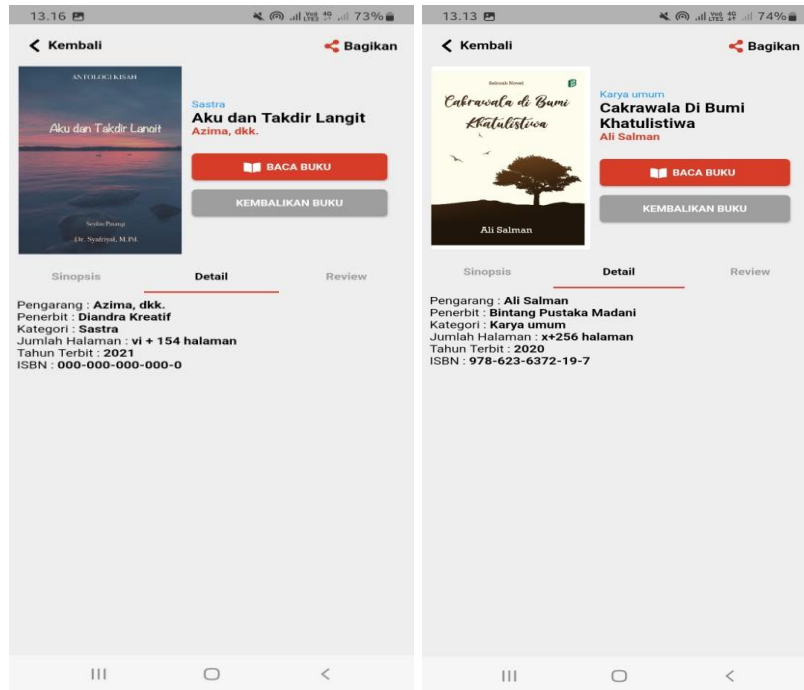 13.16
73%
Kembali
Bagikan
ANTOLOGI KISAH
Aku dan Takdir Langit
Dr. Syafriyal, M.Pd.
Sastra
Aku dan Takdir Langit
Azima, dkk.
BACA BUKU
KEMBALIKAN BUKU
Sinopsis
Detail
Review
Pengarang : Azima, dkk.
Penerbit : Diandra Kreatif
Kategori : Sastra
Jumlah Halaman : vi + 154 halaman
Tahun Terbit : 2021
ISBN : 000-000-000-000-0
13.13
74%
Kembali
Bagikan
Sebuah Novel
Cakrawala di Bumi
Khatulistiwa
Ali Salman
Karya umum
Cakrawala Di Bumi
Khatulistiwa
Ali Salman
BACA BUKU
KEMBALIKAN BUKU
Sinopsis
Detail
Review
Pengarang : Ali Salman
Penerbit : Bintang Pustaka Madani
Kategori : Karya umum
Jumlah Halaman : x+256 halaman
Tahun Terbit : 2020
ISBN : 978-623-6372-19-7